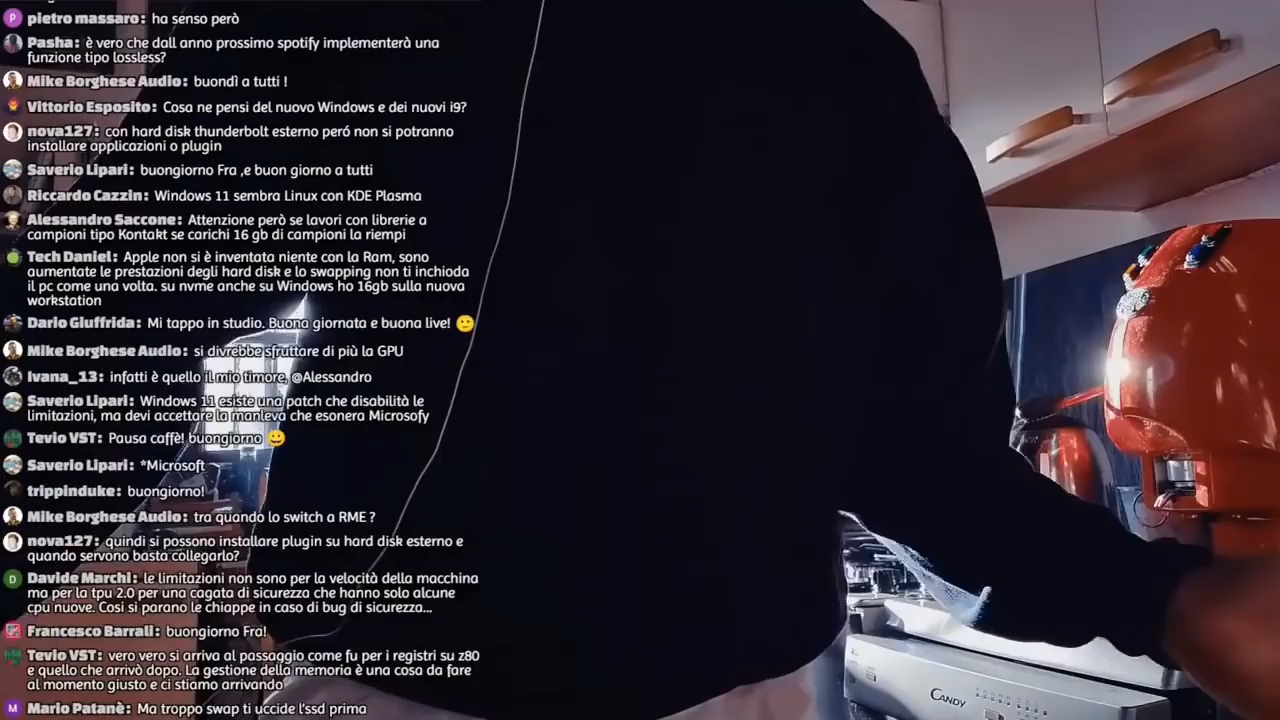 pietro massaro: ha senso però
Pasha: è vero che dall anno prossimo spotify implementerà una
funzione tipo lossless?
Mike Borghese Audio: buondì a tutti !
Vittorio Esposito: Cosa ne pensi del nuovo Windows e dei nuovi i9?
nova127: con hard disk thunderbolt esterno peró non si potranno
installare applicazioni o plugin
Saverio Lipari: buongiorno Fra ,e buon giorno a tutti
Riccardo Cazzin: Windows 11 sembra Linux con KDE Plasma
Alessandro Saccone: Attenzione però se lavori con librerie a
campioni tipo Kontakt se carichi 16 gb di campioni la riempi
Tech Daniel: Apple non si è inventata niente con la Ram, sono
aumentate le prestazioni degli hard disk e lo swapping non ti inchioda
il pc come una volta. su nvme anche su Windows ho 16gb sulla nuova
workstation
Dario Giuffrida: Mi tappo in studio. Buona giornata e buona live! 🙂
Mike Borghese Audio: si divrebbe sfruttare di più la GPU
Ivana_13: infatti è quello il mio timore, @Alessandro
Saverio Lipari: Windows 11 esiste una patch che disabilità le
limitazioni, ma devi accettare la manleva che esonera Microsofy
Tevio VST: Pausa caffè! buongiorno 😀
Saverio Lipari: *Microsoft
trippinduke: buongiorno!
Mike Borghese Audio: tra quando lo switch a RME ?
nova127: quindi si possono installare plugin su hard disk esterno e
quando servono basta collegarlo?
Davide Marchi: le limitazioni non sono per la velocità della macchina
ma per la tpu 2.0 per una cagata di sicurezza che hanno solo alcune
cpu nuove. Cosi si parano le chiappe in caso di bug di sicurezza...
Francesco Barrali: buongiorno Fra!
Tevio VST: vero vero si arriva al passaggio come fu per i registri su z80
e quello che arrivò dopo. La gestione della memoria è una cosa da fare
al momento giusto e ci stiamo arrivando
Mario Patanè: Ma troppo swap ti uccide l'ssd prima
CANDY